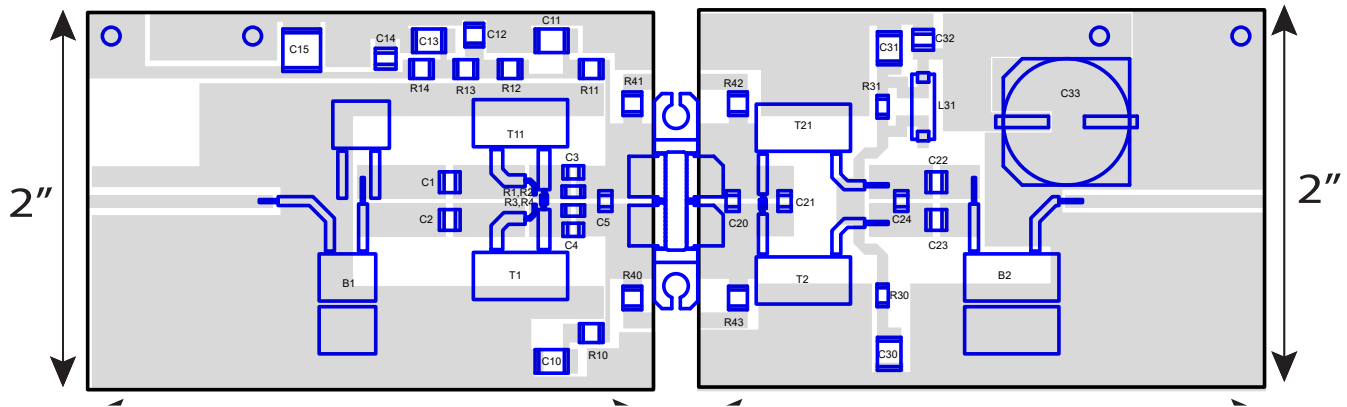 C11
C12
C14
C13
C15
R14
R13
R12
R11
R41
R42
C31
C32
R31
L31
C33
T11
T21
2”
2”
C1
C2
C3
R1,R2
R3,R4
C4
C5
C20
C21
C22
C24
C23
B1
T1
R40
T2
R43
R30
B2
C10
R10
C30